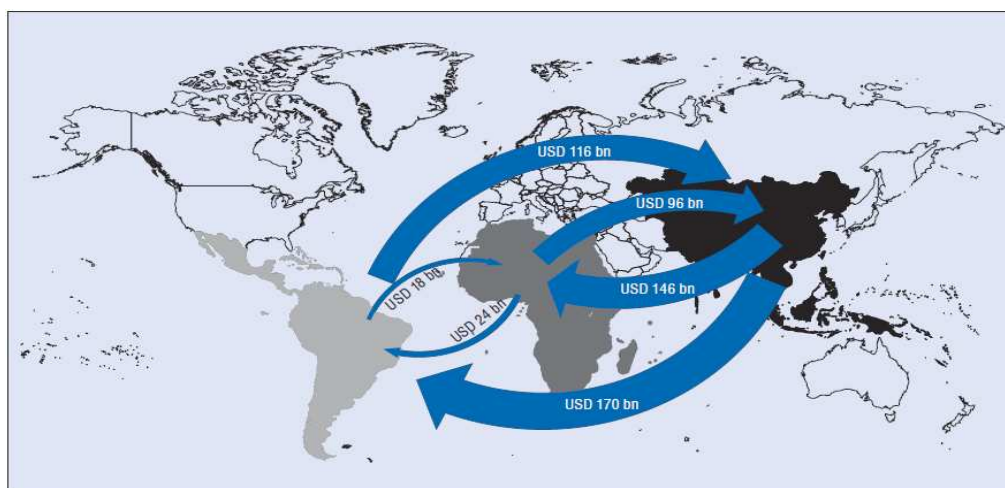 USD 116 bn
USD 96 bn
USD 18 bn
USD 146 bn
USD 24 bn
USD 170 bn